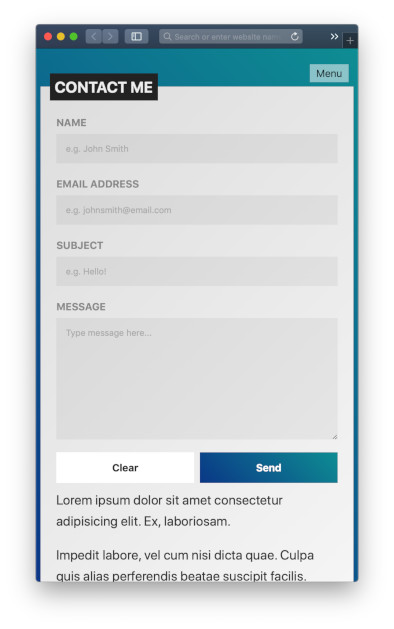 Search or enter website nam
Menu
CONTACT ME
NAME
e.g. John Smith
EMAIL ADDRESS
e.g. johnsmith@email.com
SUBJECT
e.g. Hello!
MESSAGE
Type message here...
Clear
Send
Lorem ipsum dolor sit amet consectetur
adipisicing elit. Ex, laboriosam.
Impedit labore, vel cum nisi dicta quae. Culpa
quis alias perferendis beatae suscipit facilis.